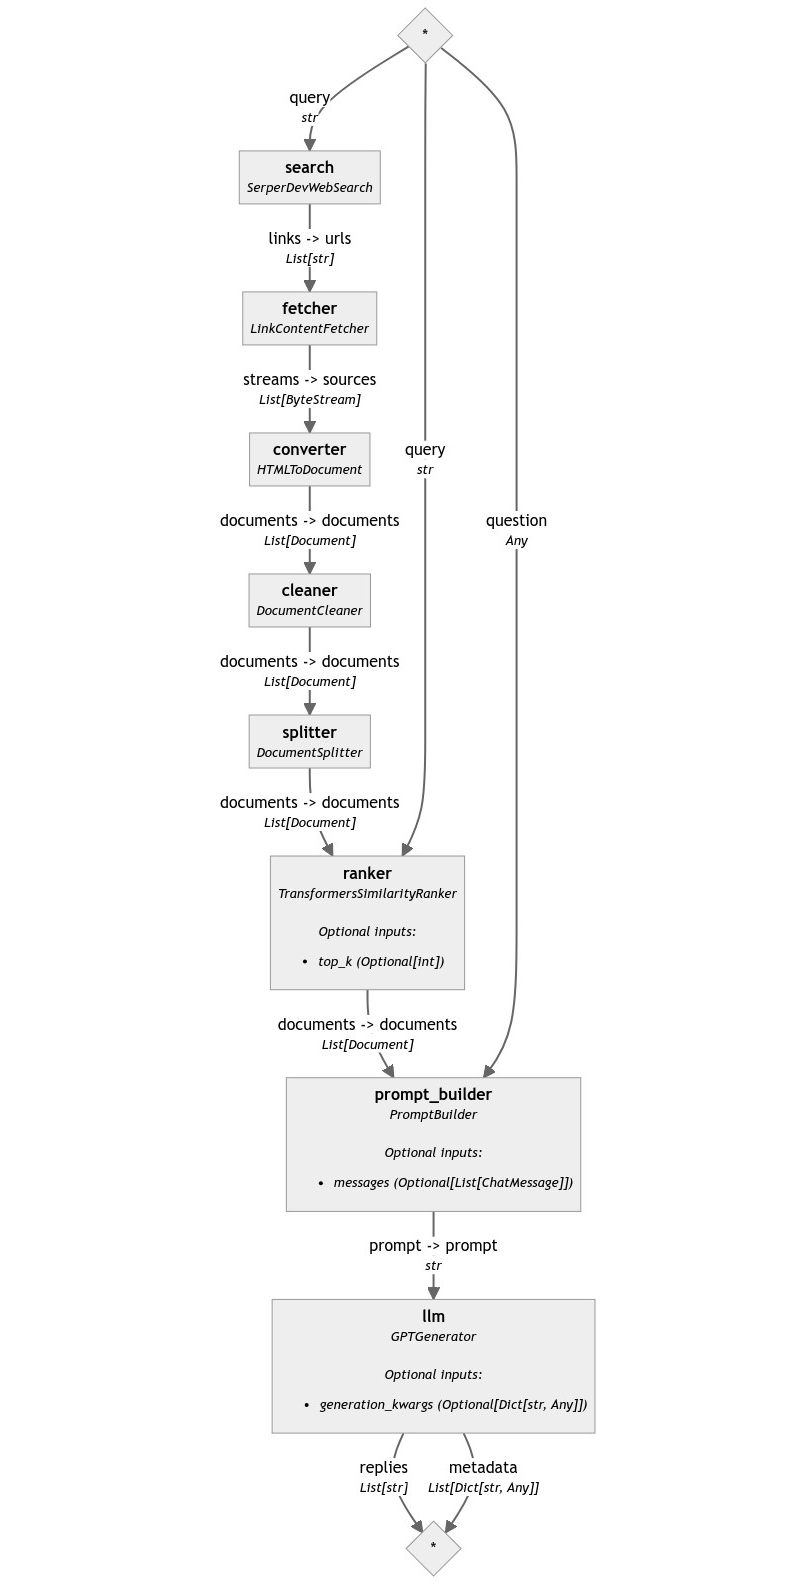 *
query
str
search
SerperDevWebSearch
links -> urls
List[str]
fetcher
LinkContentFetcher
streams -> sources
List[ByteStream]
converter
HTMLToDocument
query
str
documents -> documents
List[Document]
question
Any
cleaner
DocumentCleaner
documents -> documents
List[Document]
splitter
DocumentSplitter
documents -> documents
List[Document]
ranker
TransformersSimilarityRanker
Optional inputs:
• top_k (Optional[int])
documents -> documents
List[Document]
prompt_builder
PromptBuilder
Optional inputs:
• messages (Optional[List[ChatMessage]])
prompt -> prompt
str
llm
GPTGenerator
Optional inputs:
• generation_kwargs (Optional[Dict[str, Any]])
replies
List[str]
metadata
List[Dict[str, Any]]
*